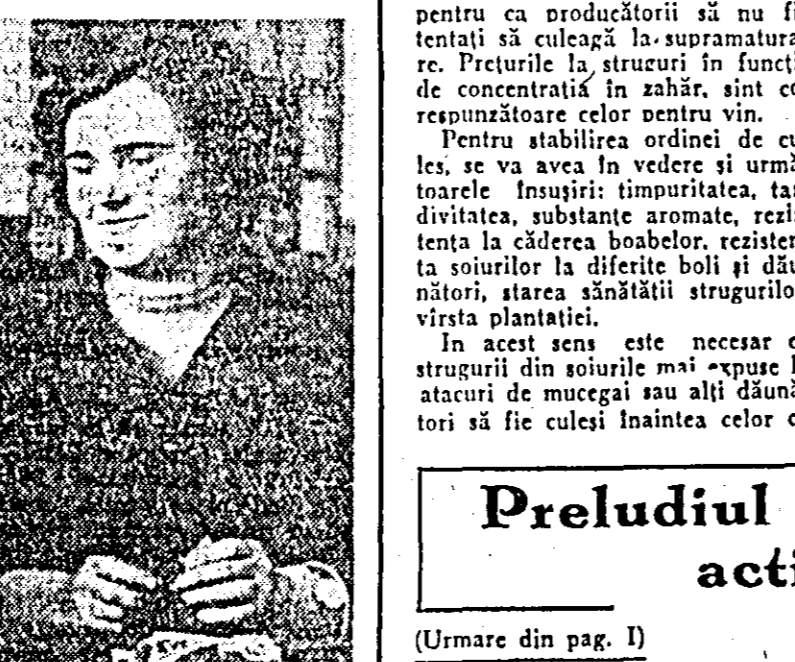 pentru ca producătorii să nu fi
tentați să culeagă la supramatura
re. Prețurile la struguri în funcți
de concentrația în zahăr, sint co
respunzătoare celor pentru vin.
Pentru stabilirea ordinei de cu
les, se va avea în vedere și urmă
toarele însușiri: timpuritatea, tar
divitatea, substanțe aromate, rezis
tența la căderea boabelor, rezisten
ta soiurilor la diferite boli și dău
nători, starea sănătății strugurilo
vîrsta plantației.
In acest sens este necesar c
strugurii din soiurile mai expuse l
atacuri de mucegai sau alți dăună
tori să fie culeși înaintea celor c
Preludiul
acti
(Urmare din pag. I)